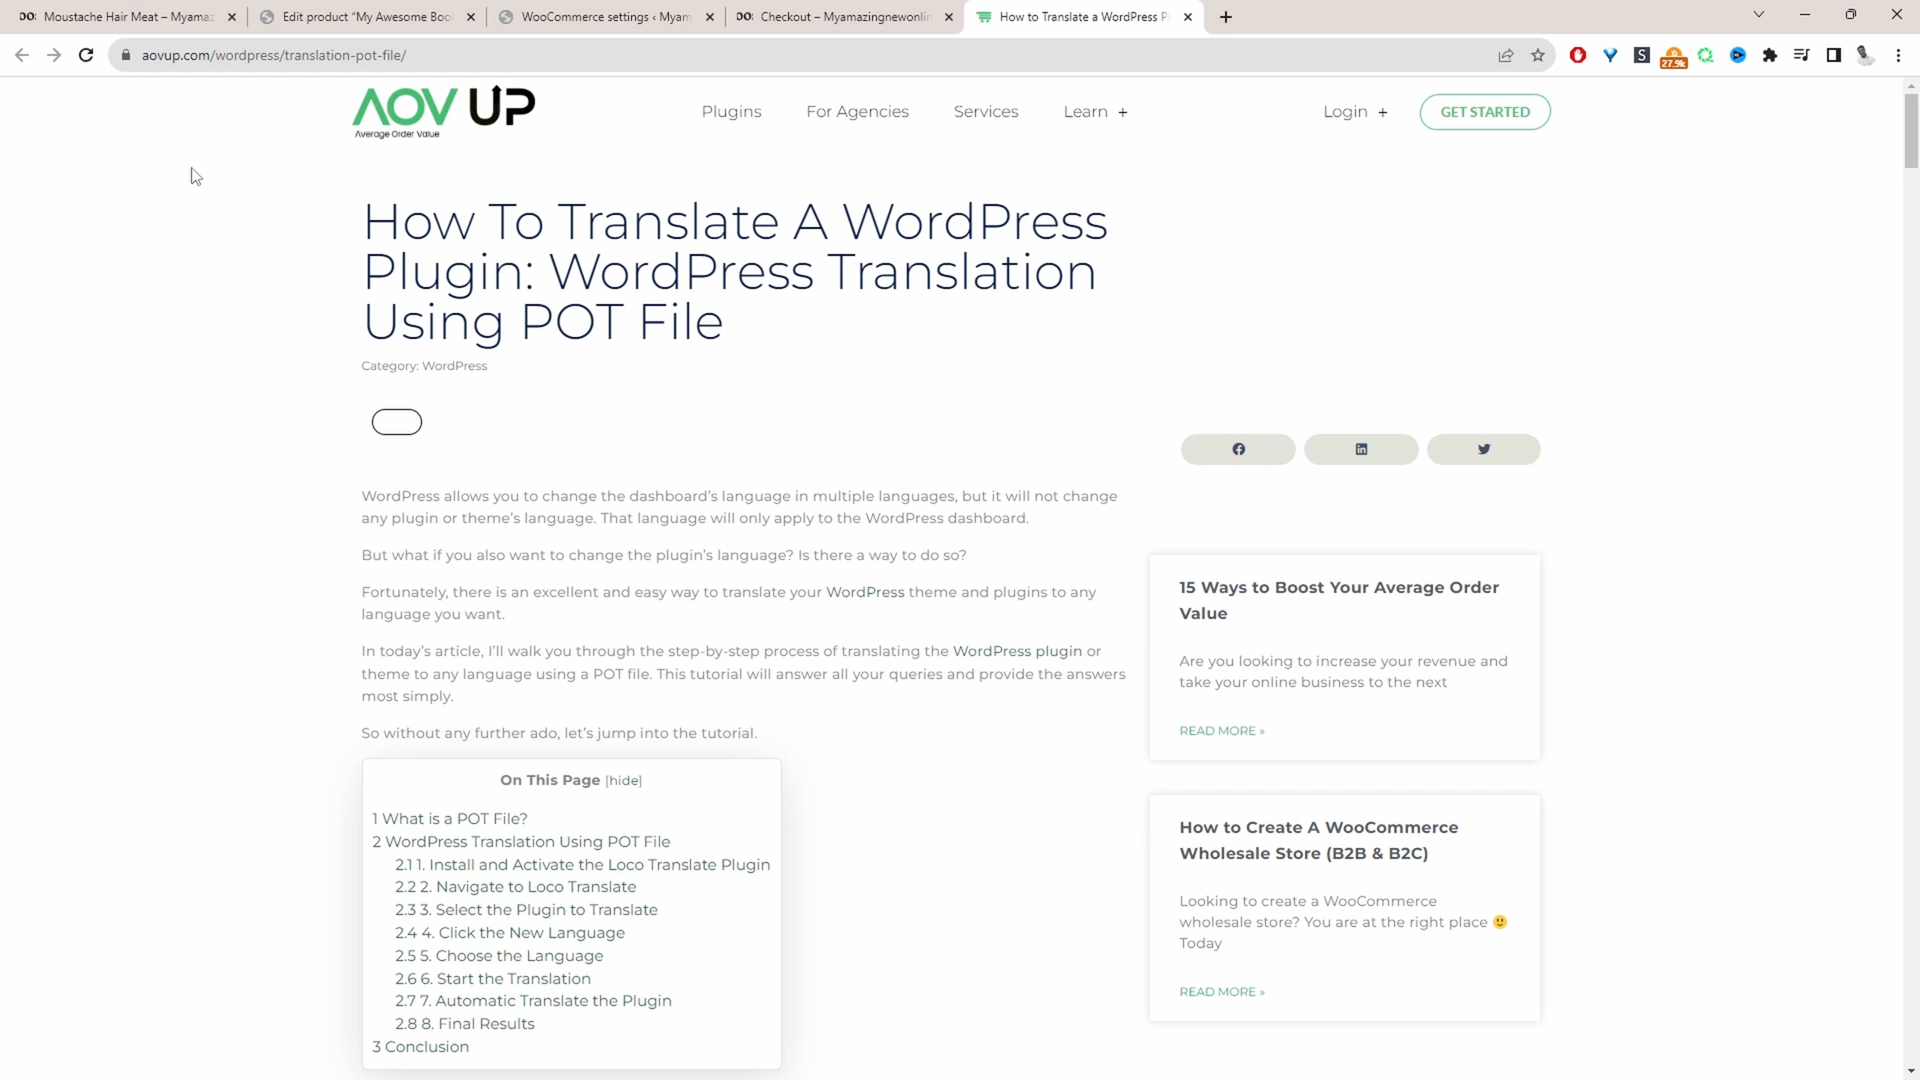 Moustache Hair Meat – Myamaz
Edit product "My Awesome Boo
WooCommerce settings ‹ Myam
Checkout – Myamazingnewonlin
How to Translate a WordPress P
aovup.com/wordpress/translation-pot-file/
27.9k
AOV UP
Average Order Value
Plugins
For Agencies
Services
Learn +
Login +
GET STARTED
How To Translate A WordPress
Plugin: WordPress Translation
Using POT File
Category: WordPress
WordPress allows you to change the dashboard's language in multiple languages, but it will not change
any plugin or theme's language. That language will only apply to the WordPress dashboard.
But what if you also want to change the plugin's language? Is there a way to do so?
Fortunately, there is an excellent and easy way to translate your WordPress theme and plugins to any
language you want.
In today's article, I'll walk you through the step-by-step process of translating the WordPress plugin or
theme to any language using a POT file. This tutorial will answer all your queries and provide the answers
most simply.
So without any further ado, let's jump into the tutorial.
On This Page [hide]
1 What is a POT File?
2 WordPress Translation Using POT File
2.1 1. Install and Activate the Loco Translate Plugin
2.2 2. Navigate to Loco Translate
2.3 3. Select the Plugin to Translate
2.4 4. Click the New Language
2.5 5. Choose the Language
2.6 6. Start the Translation
2.7 7. Automatic Translate the Plugin
2.8 8. Final Results
3 Conclusion
15 Ways to Boost Your Average Order
Value
Are you looking to increase your revenue and
take your online business to the next
READ MORE »
How to Create A WooCommerce
Wholesale Store (B2B & B2C)
Looking to create a WooCommerce
wholesale store? You are at the right place 🙂
Today
READ MORE »